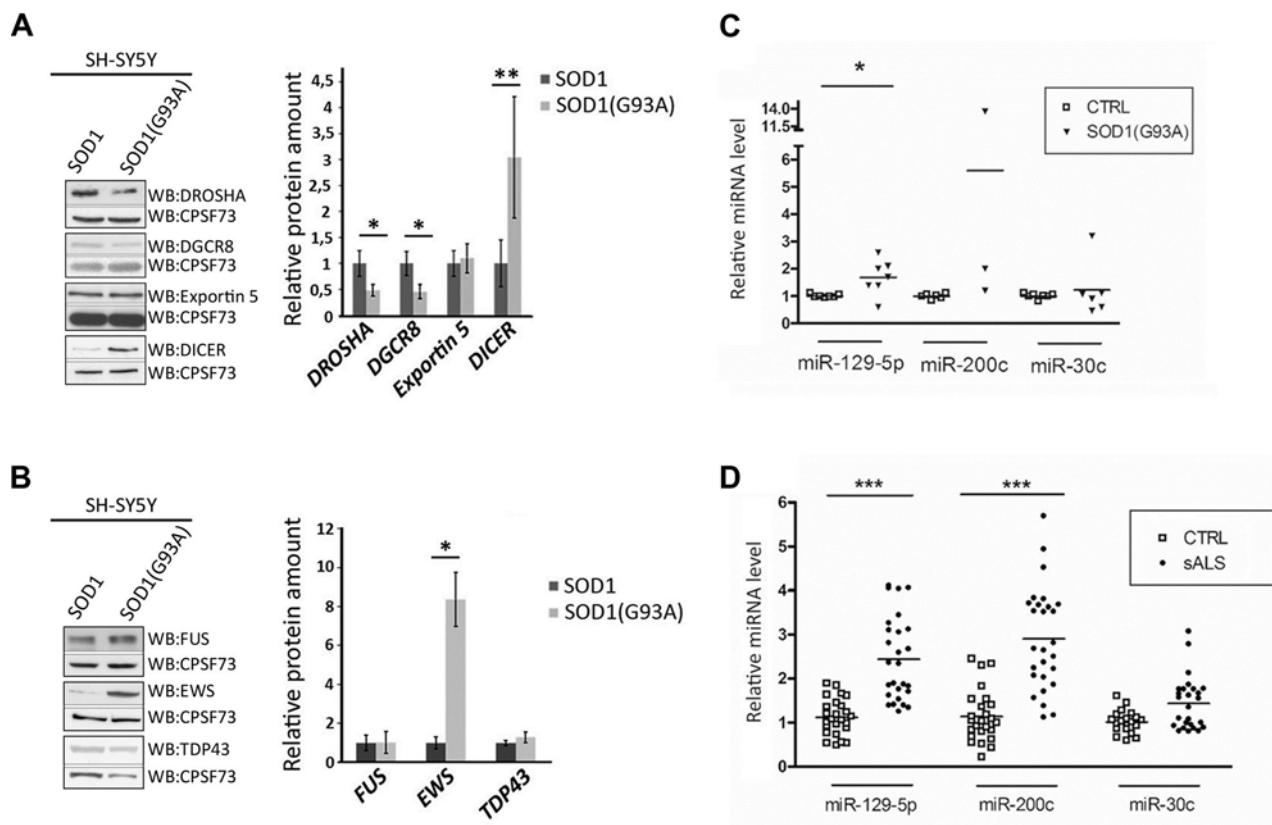 A
SH-SY5Y
SOD1
SOD1(G93A)
WB:DROSHA
WB:CPSF73
WB:DGCR8
WB:CPSF73
WB:Exportin 5
WB:CPSF73
WB:DICER
WB:CPSF73
Relative protein amount
4,5
4
3,5
3
2,5
2
1,5
1
0,5
0
*
*
**
SOD1
SOD1(G93A)
DROSHA
DGCR8
Exportin 5
DICER
C
Relative miRNA level
14.0
11.5
6
5
4
3
2
1
0
*
CTRL
SOD1(G93A)
miR-129-5p
miR-200c
miR-30c
B
SH-SY5Y
SOD1
SOD1(G93A)
WB:FUS
WB:CPSF73
WB:EWS
WB:CPSF73
WB:TDP43
WB:CPSF73
Relative protein amount
12
10
8
6
4
2
0
*
SOD1
SOD1(G93A)
FUS
EWS
TDP43
D
Relative miRNA level
6
5
4
3
2
1
0
***
***
CTRL
sALS
miR-129-5p
miR-200c
miR-30c